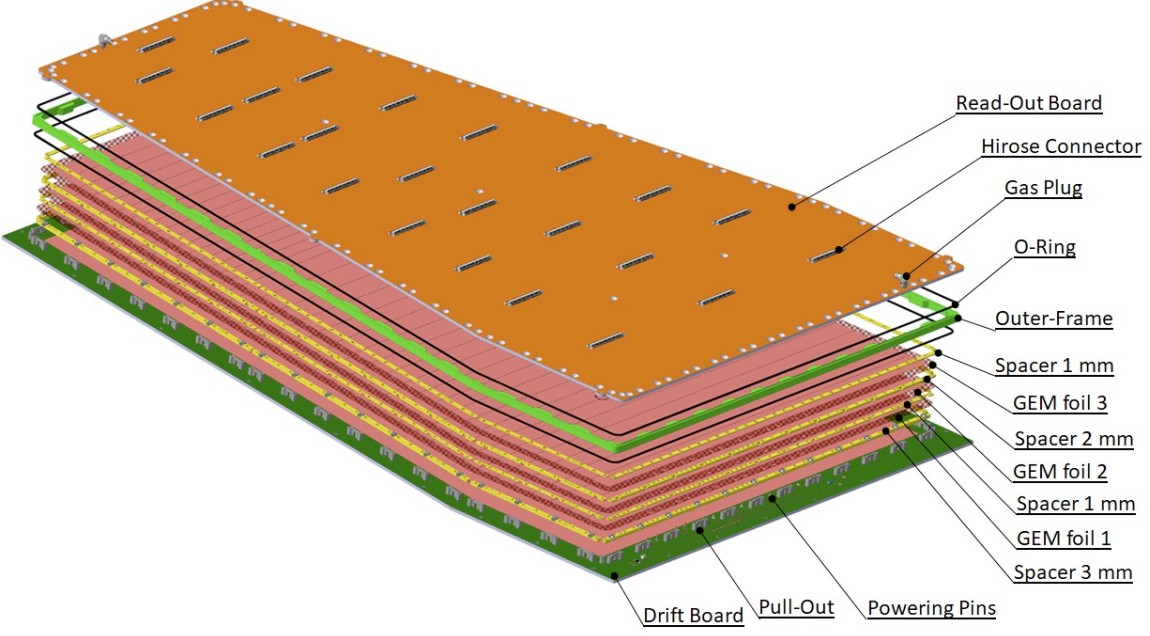 Read-Out Board
Hirose Connector
Gas Plug
O-Ring
Outer-Frame
Spacer 1 mm
GEM foil 3
Spacer 2 mm
GEM foil 2
Spacer 1 mm
GEM foil 1
Spacer 3 mm
Drift Board
Pull-Out
Powering Pins